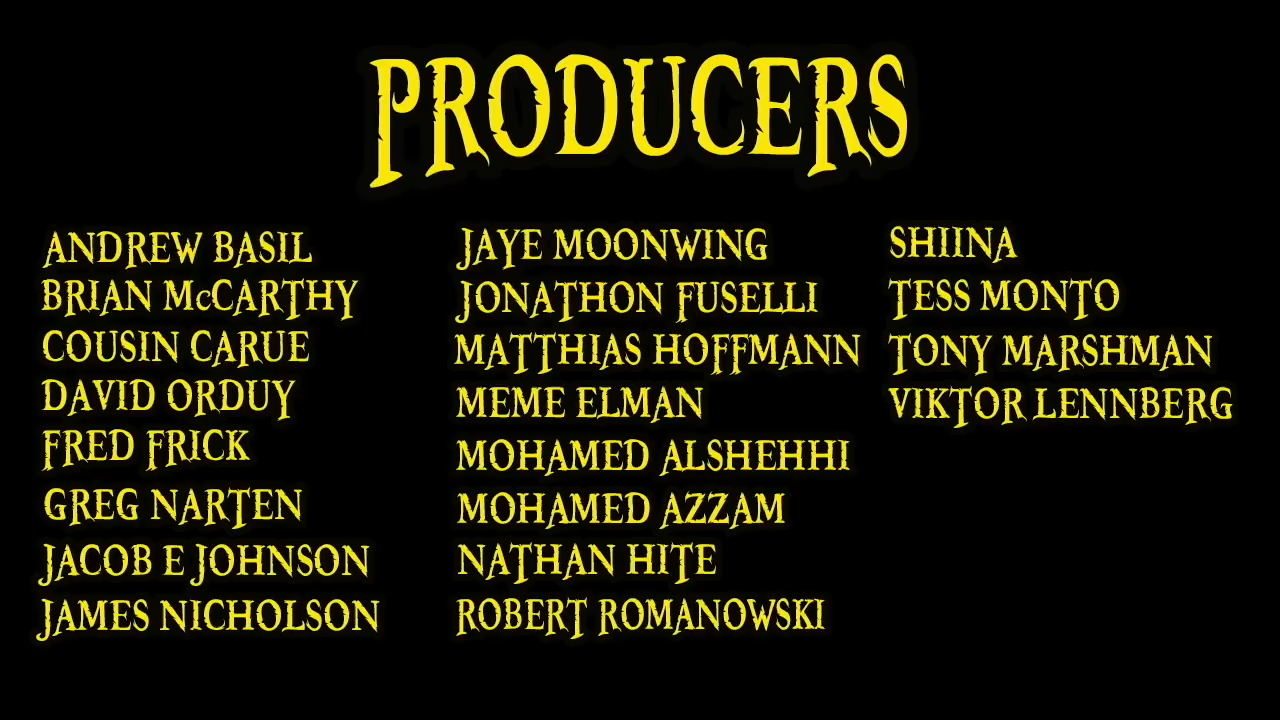 PRODUCERS
ANDREW BASIL
BRIAN McCARTHY
COUSIN CARUE
DAVID ORDUY
FRED FRICK
GREG NARTEN
JACOB E JOHNSON
JAMES NICHOLSON
JAYE MOONWING
JONATHON FUSELLI
MATTHIAS HOFFMANN
MEME ELMAN
MOHAMED ALSHEHHI
MOHAMED AZZAM
NATHAN HITE
ROBERT ROMANOWSKI
SHIINA
TESS MONTO
TONY MARSHMAN
VIKTOR LENNBERG